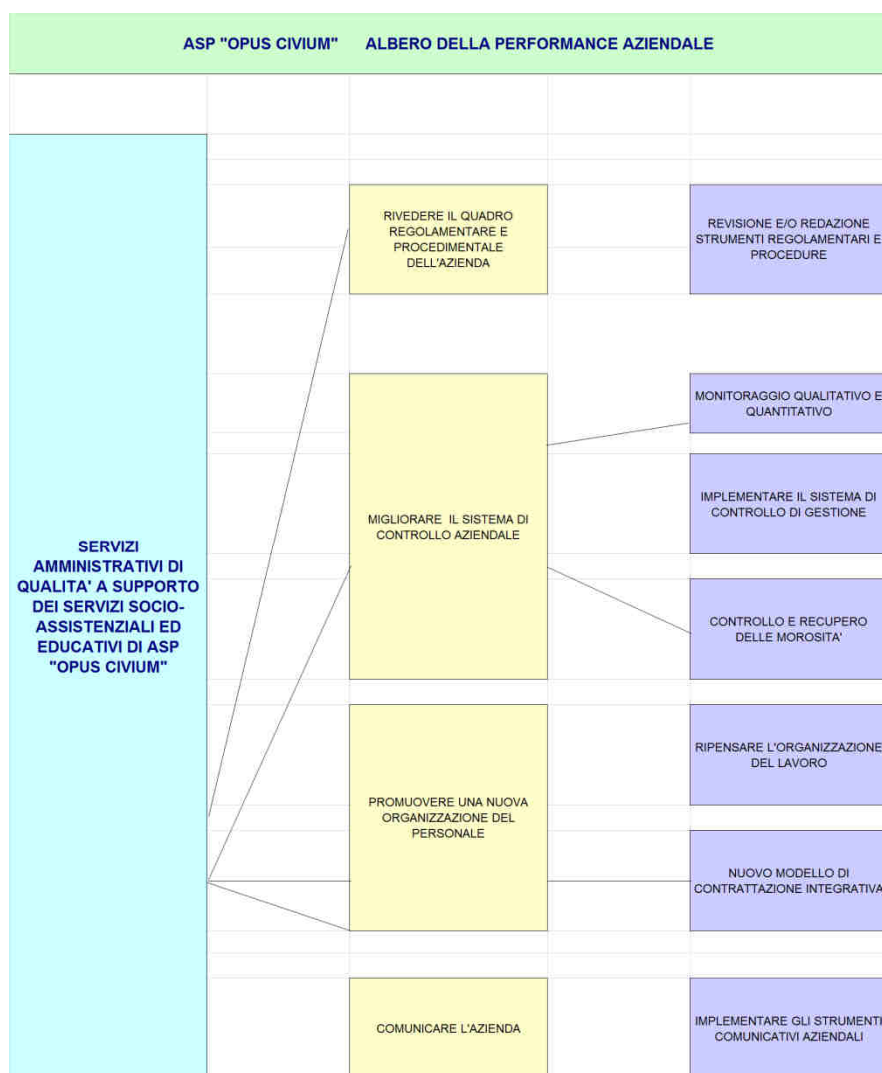 ASP "OPUS CIVIUM" ALBERO DELLA PERFORMANCE AZIENDALE
RIVEDERE IL QUADRO
REGOLAMENTARE E
PROCEDIMENTALE
DELL'AZIENDA
REVISIONE E/O REDAZIONE
STRUMENTI REGOLAMENTARI E
PROCEDURE
MONITORAGGIO QUALITATIVO E
QUANTITATIVO
IMPLEMENTARE IL SISTEMA DI
CONTROLLO DI GESTIONE
MIGLIORARE IL SISTEMA DI
CONTROLLO AZIENDALE
SERVIZI
AMMINISTRATIVI DI
QUALITA' A SUPPORTO
DEI SERVIZI SOCIO-
ASSISTENZIALI ED
EDUCATIVI DI ASP
"OPUS CIVIUM"
CONTROLLO E RECUPERO
DELLE MOROSITA'
RIPENSARE L'ORGANIZZAZIONE
DEL LAVORO
PROMUOVERE UNA NUOVA
ORGANIZZAZIONE DEL
PERSONALE
NUOVO MODELLO DI
CONTRATTAZIONE INTEGRATIVA
COMUNICARE L'AZIENDA
IMPLEMENTARE GLI STRUMENTI
COMUNICATIVI AZIENDALI